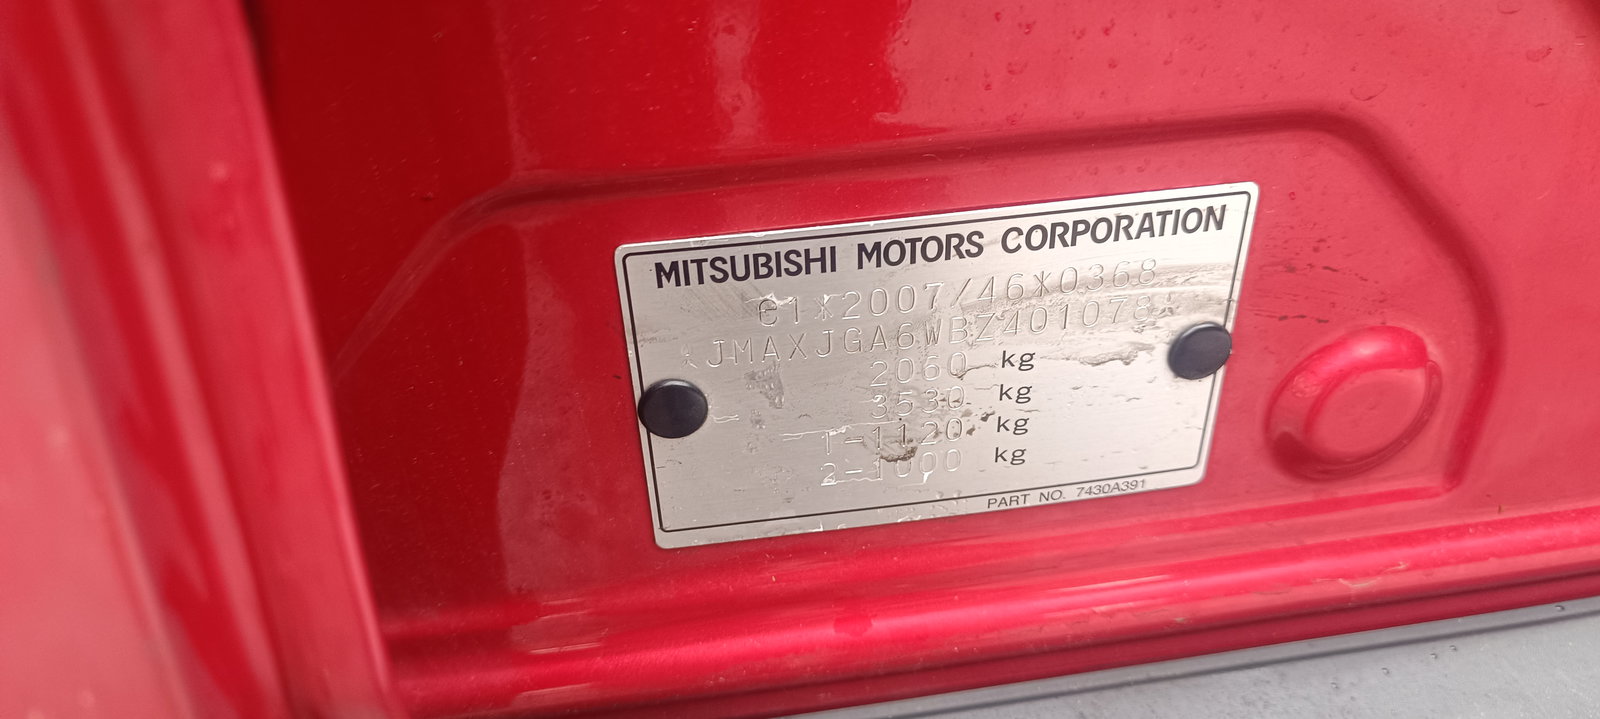 MITSUBISHI MOTORS CORPORATION
e1*2007/46*0368
*JMAXJGA6WBZ401078*
2060 kg
3530 kg
1-1120 kg
2-1000 kg
PART NO. 7430A391